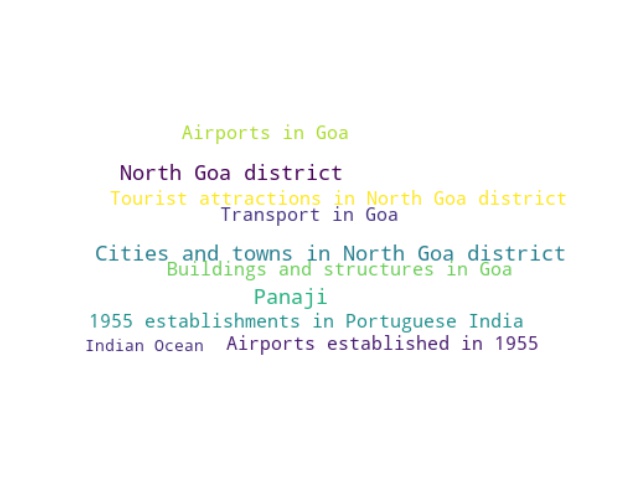 Airports in Goa
North Goa district
Tourist attractions in North Goa district
Transport in Goa
Cities and towns in North Goa district
Buildings and structures in Goa
Panaji
1955 establishments in Portuguese India
Indian Ocean Airports established in 1955